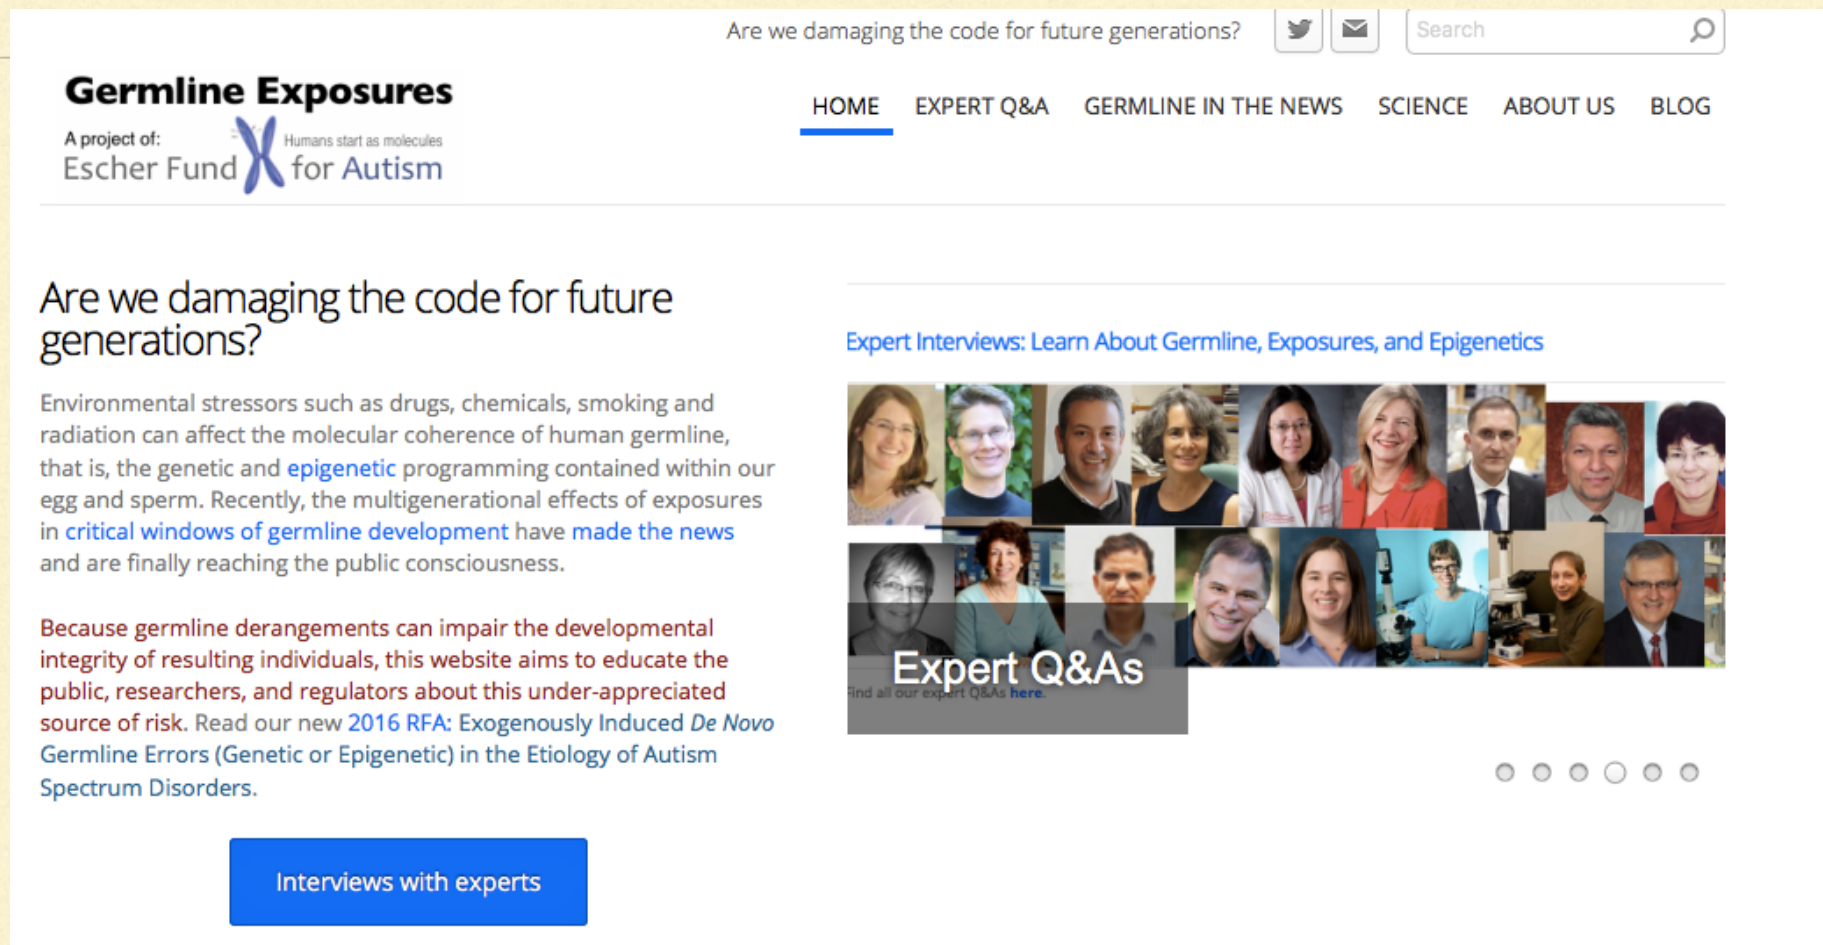 Are we damaging the code for future generations?
Search
Germline Exposures
A project of:
Humans start as molecules
Escher Fund for Autism
HOME EXPERT Q&A GERMLINE IN THE NEWS SCIENCE ABOUT US BLOG
Are we damaging the code for future
generations?
Environmental stressors such as drugs, chemicals, smoking and
radiation can affect the molecular coherence of human germline,
that is, the genetic and epigenetic programming contained within our
egg and sperm. Recently, the multigenerational effects of exposures
in critical windows of germline development have made the news
and are finally reaching the public consciousness.
Because germline derangements can impair the developmental
integrity of resulting individuals, this website aims to educate the
public, researchers, and regulators about this under-appreciated
source of risk. Read our new 2016 RFA: Exogenously Induced De Novo
Germline Errors (Genetic or Epigenetic) in the Etiology of Autism
Spectrum Disorders.
Interviews with experts
Expert Interviews: Learn About Germline, Exposures, and Epigenetics
Expert Q&As
Find all our expert Q&As here.